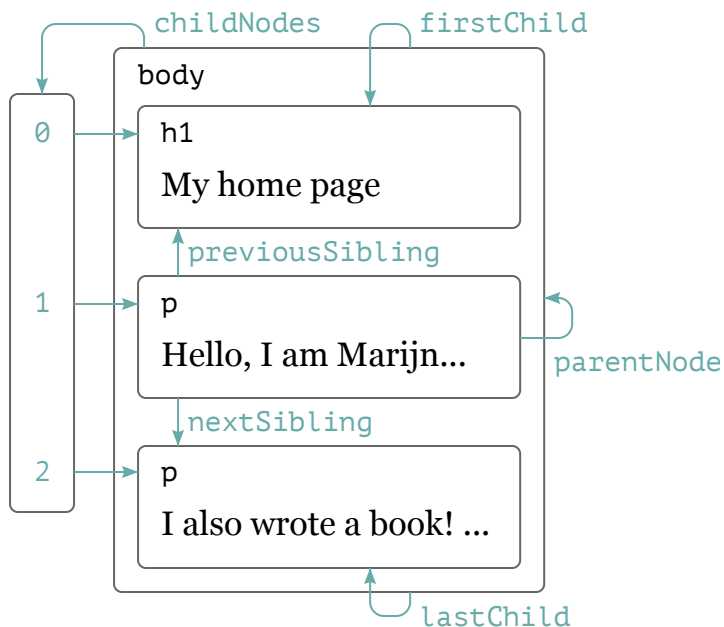 childNodes
firstChild
body
0
h1
My home page
previousSibling
1
p
Hello, I am Marijn...
parentNode
nextSibling
2
p
I also wrote a book! ...
lastChild